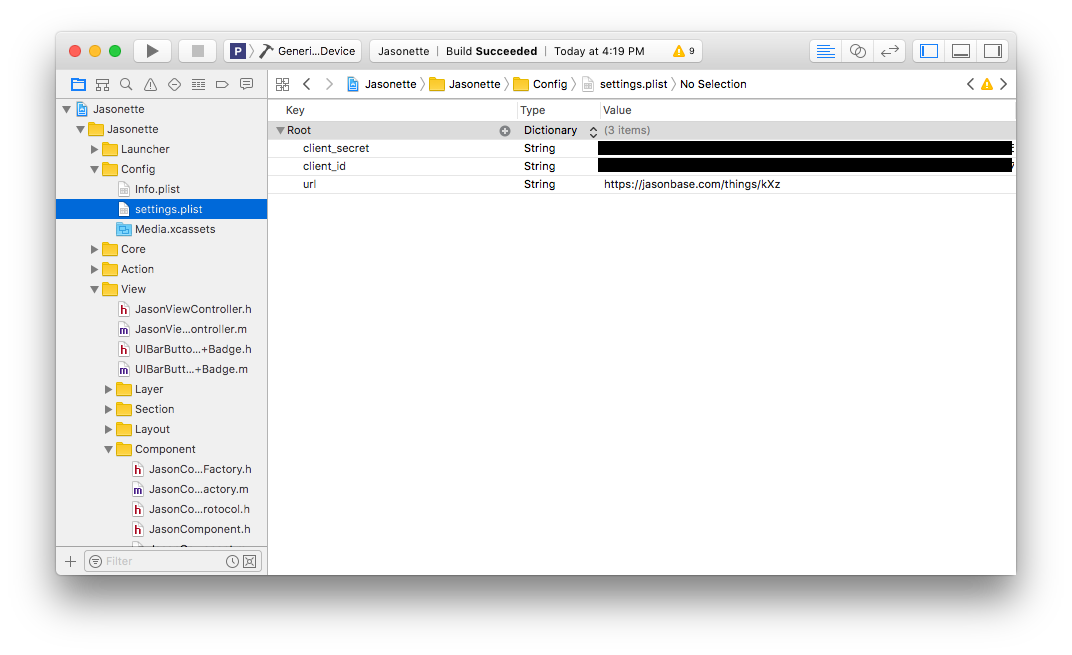 Generi...Device
Jasonette | Build Succeeded | Today at 4:19 PM 9
Jasonette
Jasonette
Launcher
Config
Info.plist
settings.plist
Media.xcassets
Core
Action
View
JasonViewController.h
JasonVie...ontroller.m
UIBarButto...+Badge.h
UIBarButt...+Badge.m
Layer
Section
Layout
Component
JasonCo...Factory.h
JasonCo...actory.m
JasonCo...rotocol.h
JasonComponent.h
Filter
Jasonette Jasonette Config settings.plist No Selection
Key Type Value
Root Dictionary (3 items)
client_secret String
client_id String
url String https://jasonbase.com/things/kXz